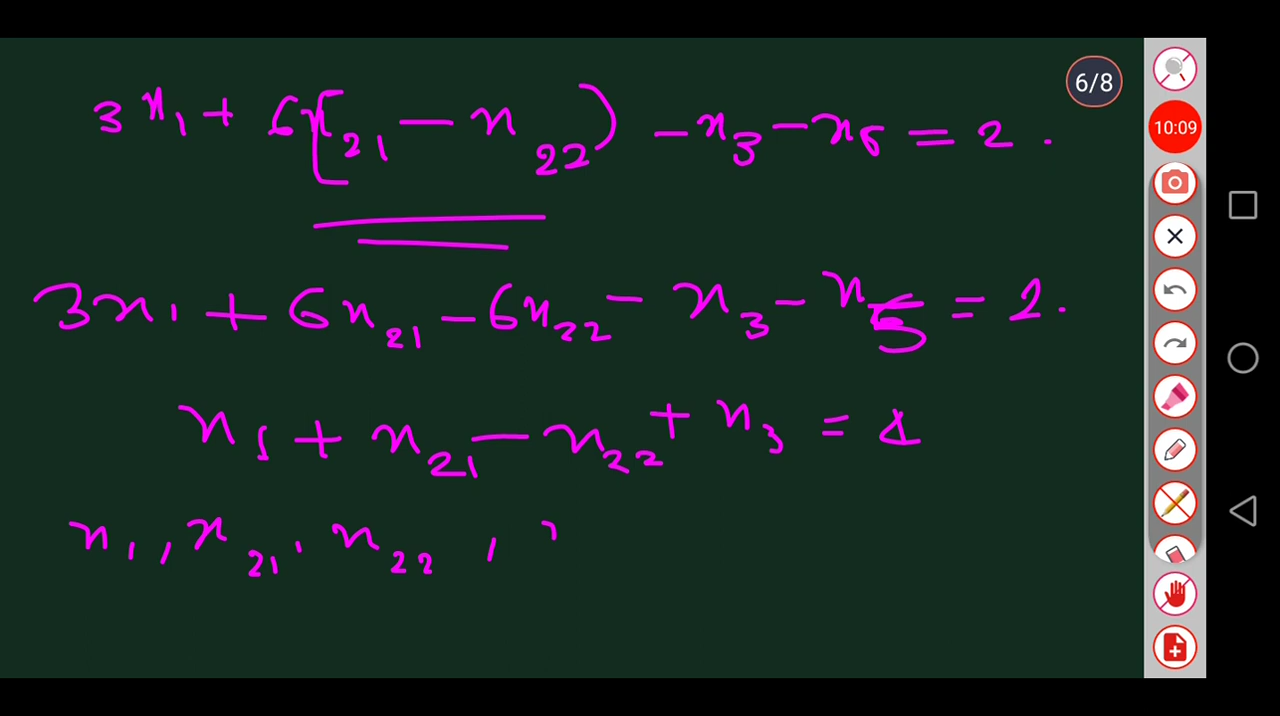 6/8
3x₁ + 6[x₂₁ - x₂₂) - x₃ - x₅ = 2.
10:09
3x₁ + 6x₂₁ - 6x₂₂ - x₃ - x₅ = 2.
x₁ + x₂₁ - x₂₂ + x₃ = 4
x₁, x₂₁, x₂₂,